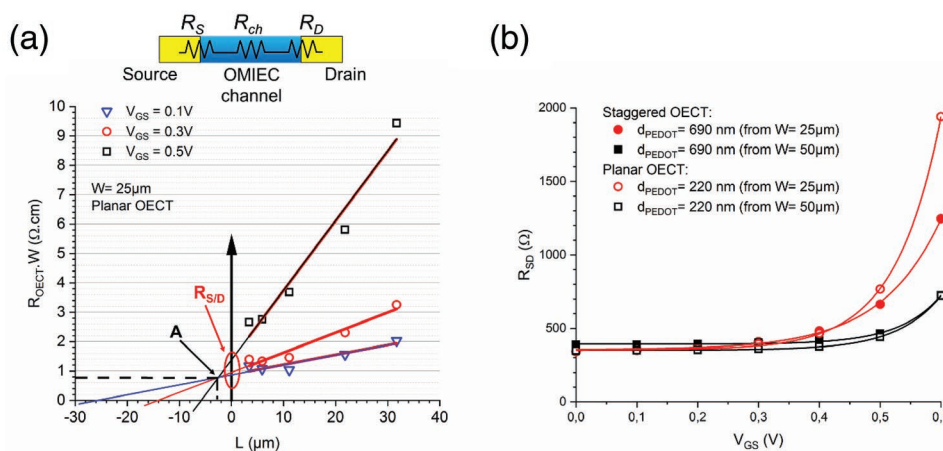 (a)
R_S R_ch R_D
Source OMIEC channel Drain
R_OECT.W (Ω.cm)
10
9
8
7
6
5
4
3
2
1
0
V_GS = 0.1V
V_GS = 0.3V
V_GS = 0.5V
W= 25µm
Planar OECT
R_S/D
A
-30 -20 -10 0 10 20 30 40
L (µm)
(b)
R_SD (Ω)
2000
1500
1000
500
0
Staggered OECT:
d_PEDOT= 690 nm (from W= 25µm)
d_PEDOT= 690 nm (from W= 50µm)
Planar OECT:
d_PEDOT= 220 nm (from W= 25µm)
d_PEDOT= 220 nm (from W= 50µm)
0,0 0,1 0,2 0,3 0,4 0,5 0,
V_GS (V)